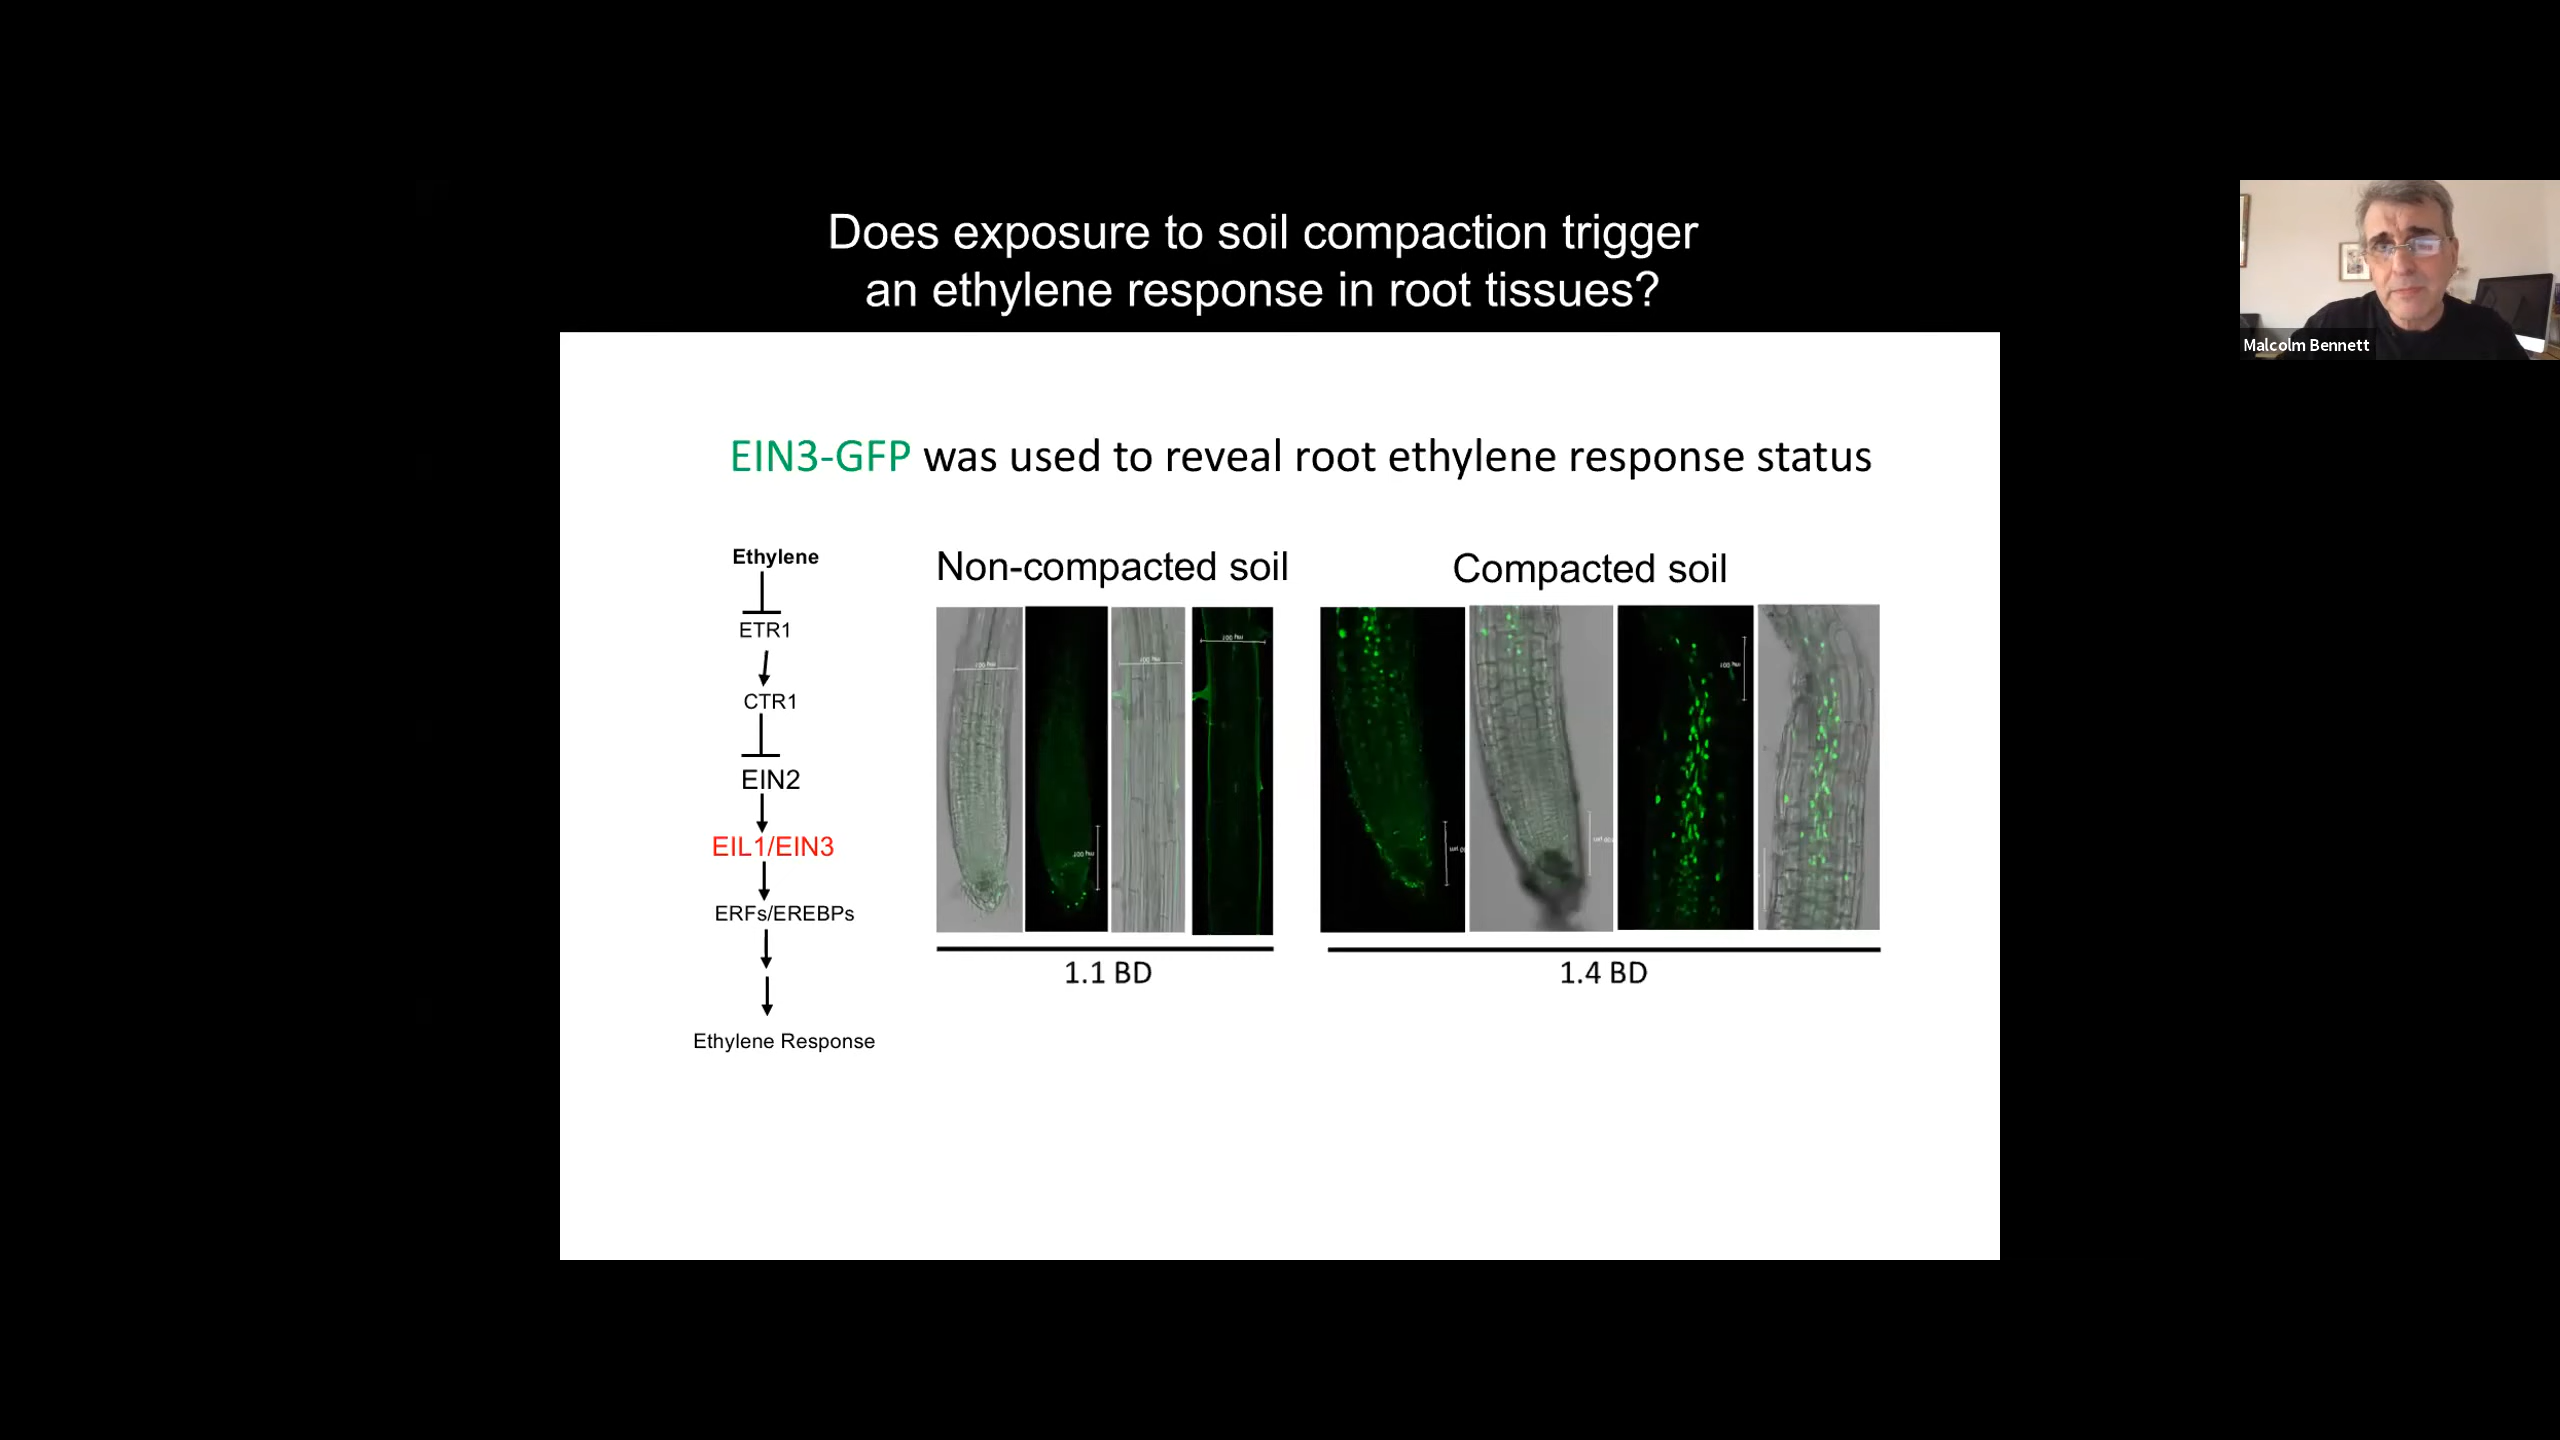 Does exposure to soil compaction trigger
an ethylene response in root tissues?
Malcolm Bennett
EIN3-GFP was used to reveal root ethylene response status
Ethylene
ETR1
CTR1
EIN2
EIL1/EIN3
ERFs/EREBPs
Ethylene Response
Non-compacted soil
1.1 BD
Compacted soil
1.4 BD